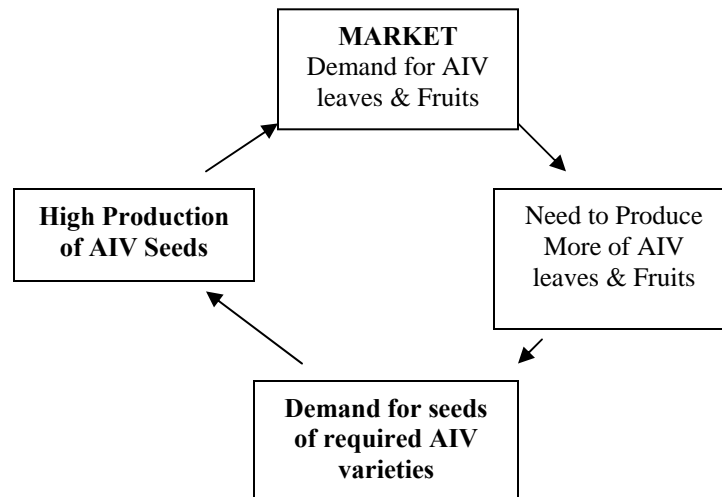 MARKET
Demand for AIV
leaves & Fruits
Need to Produce
More of AIV
leaves & Fruits
Demand for seeds
of required AIV
varieties
High Production
of AIV Seeds